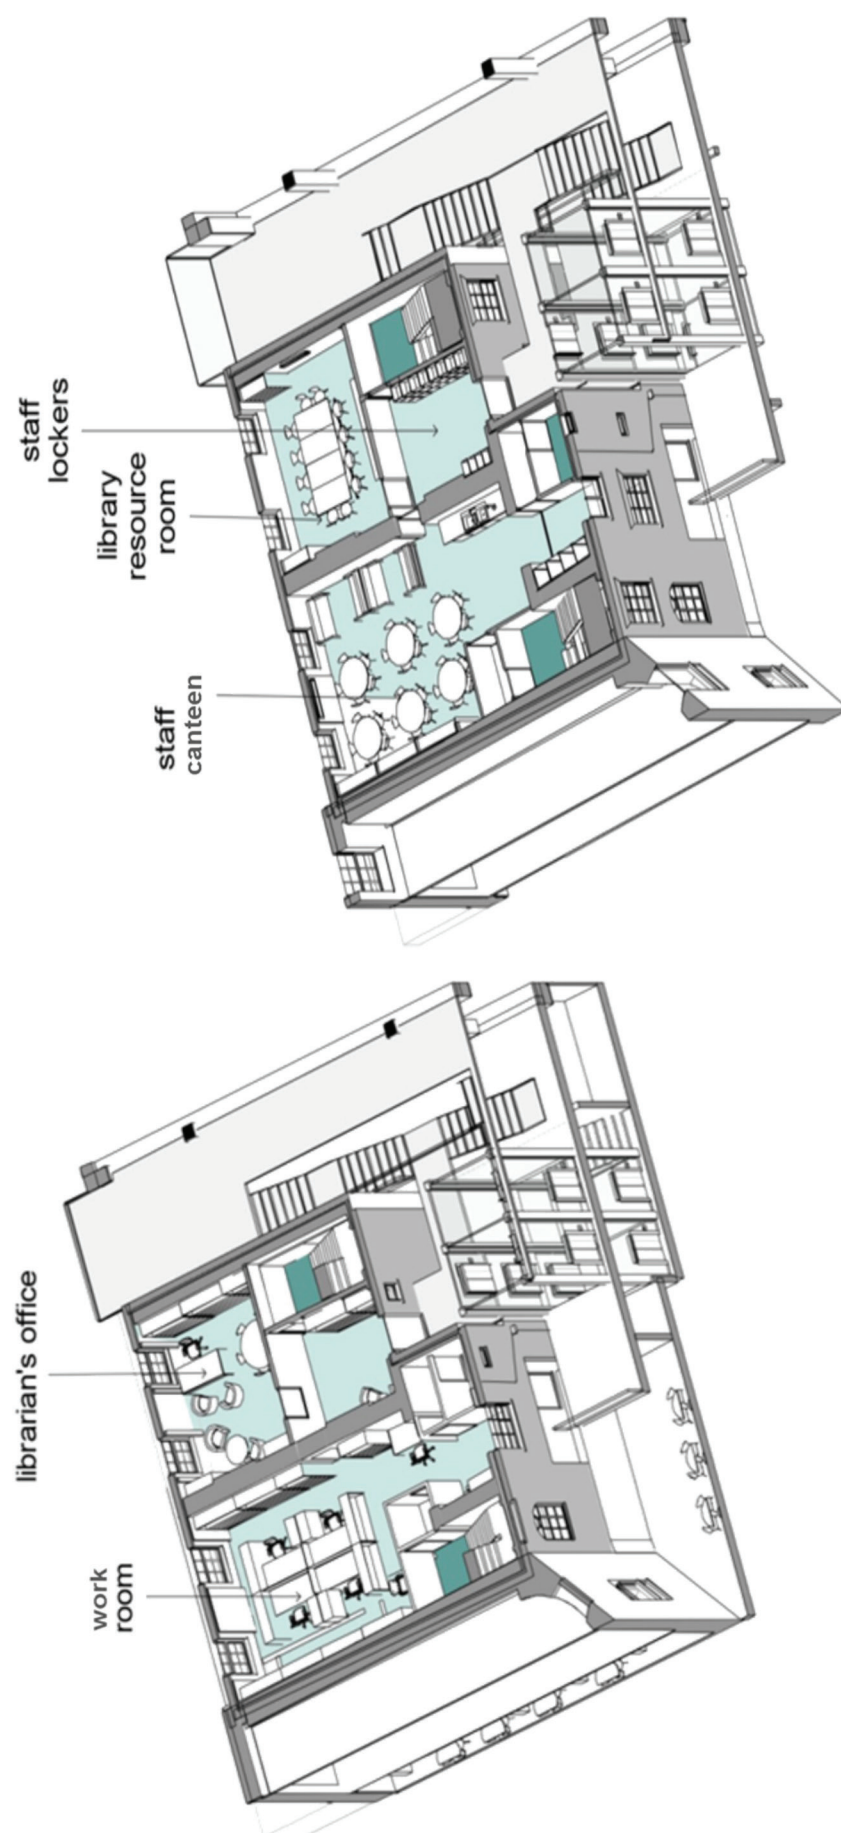 staff
lockers
library
resource
room
staff
canteen
librarian's office
work
room